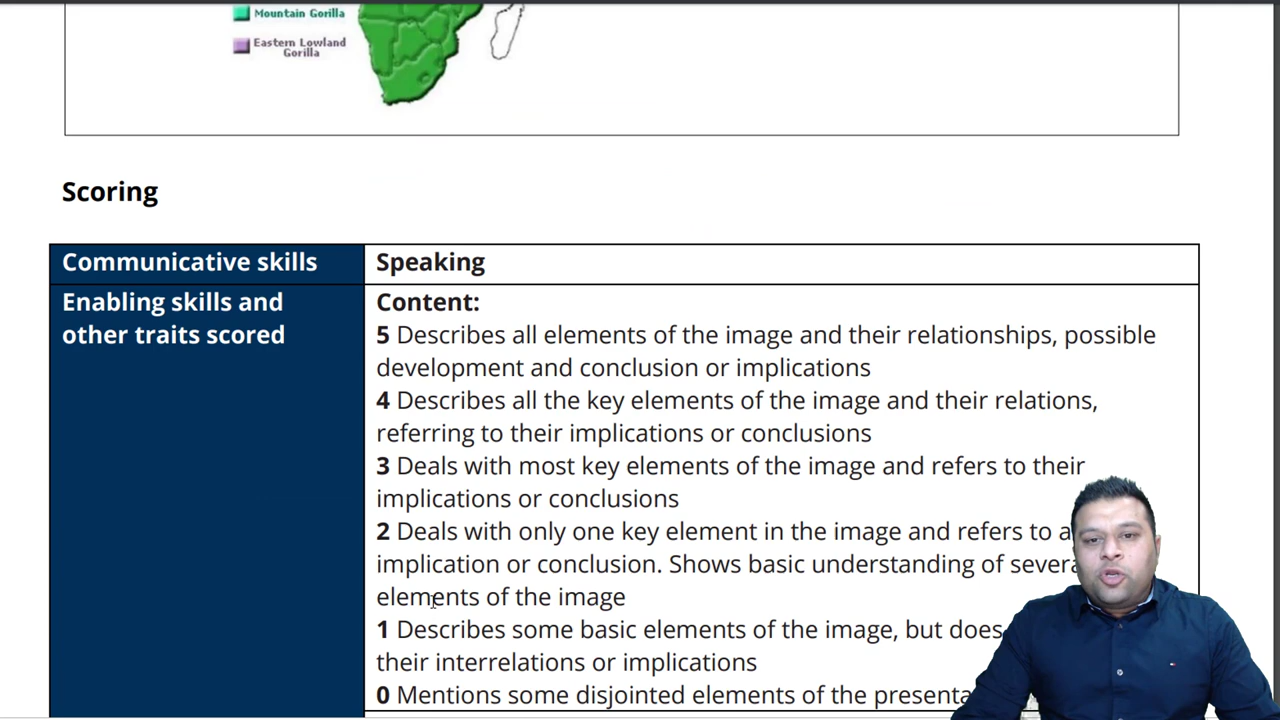 Mountain Gorilla
Eastern Lowland
Gorilla
Scoring
Communicative skills
Speaking
Enabling skills and
other traits scored
Content:
5 Describes all elements of the image and their relationships, possible
development and conclusion or implications
4 Describes all the key elements of the image and their relations,
referring to their implications or conclusions
3 Deals with most key elements of the image and refers to their
implications or conclusions
2 Deals with only one key element in the image and refers to
implication or conclusion. Shows basic understanding of
elements of the image
1 Describes some basic elements of the image, but does
their interrelations or implications
0 Mentions some disjointed elements of the